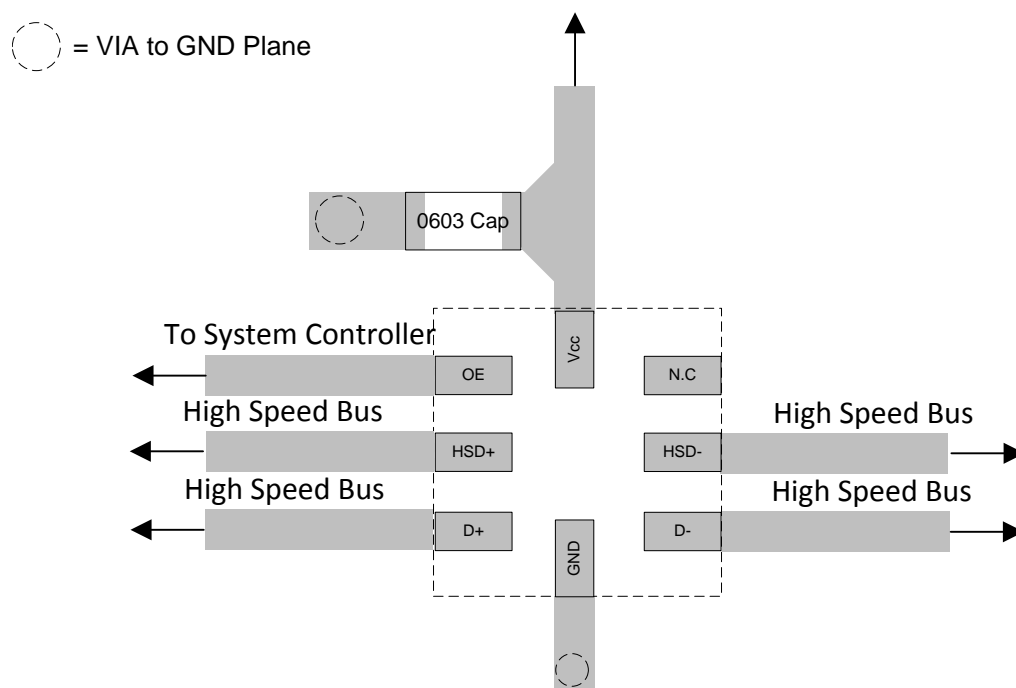 = VIA to GND Plane
0603 Cap
Vcc
To System Controller
OE
N.C
High Speed Bus
High Speed Bus
HSD+
HSD-
High Speed Bus
High Speed Bus
D+
D-
GND